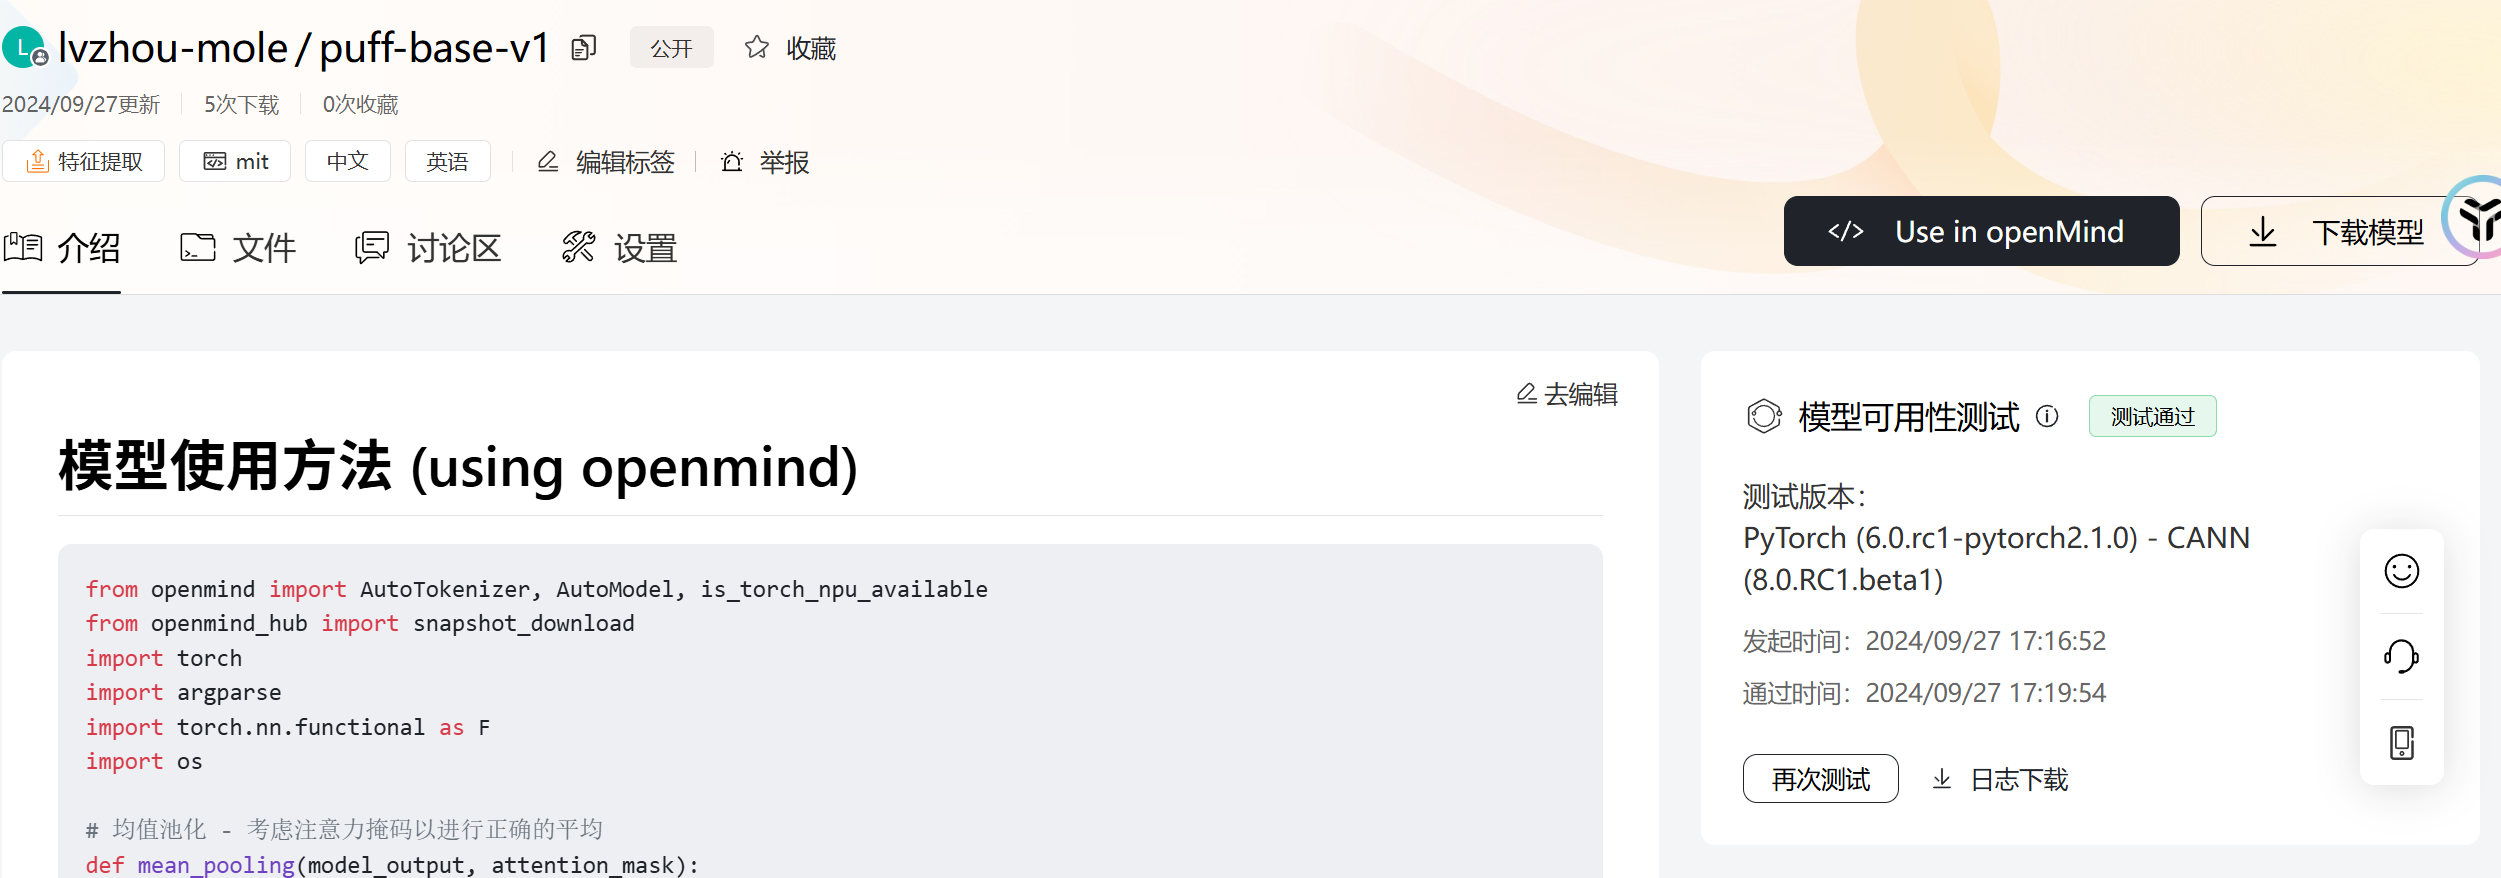 L lvzhou-mole / puff-base-v1 公开 收藏
2024/09/27更新 5次下载 0次收藏
特征提取 mit 中文 英语 编辑标签 举报
介绍 文件 讨论区 设置
</> Use in openMind 下载模型
去编辑
模型使用方法 (using openmind)
from openmind import AutoTokenizer, AutoModel, is_torch_npu_available
from openmind_hub import snapshot_download
import torch
import argparse
import torch.nn.functional as F
import os
# 均值池化 - 考虑注意力掩码以进行正确的平均
def mean_pooling(model_output, attention_mask):
模型可用性测试 测试通过
测试版本：
PyTorch (6.0.rc1-pytorch2.1.0) - CANN
(8.0.RC1.beta1)
发起时间：2024/09/27 17:16:52
通过时间：2024/09/27 17:19:54
再次测试 日志下载